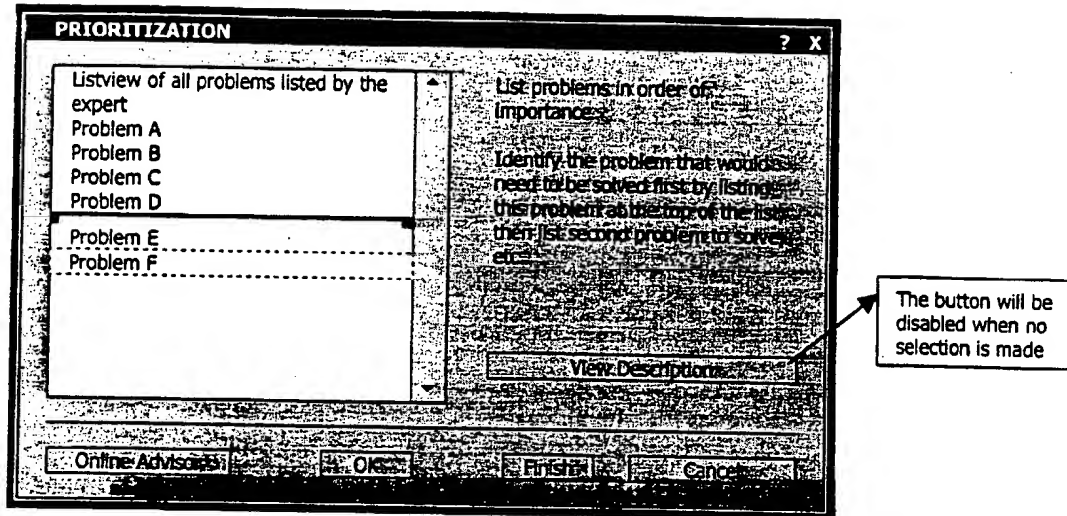 PRIORITIZATION
? X
Listview of all problems listed by the
expert
Problem A
Problem B
Problem C
Problem D
Problem E
Problem F
List problems in order of
importance
Identify the problem that would
need to be solved first by listing
this problem at the top of the list,
then list second problem to solve,
etc.
View Descriptions
The button will be
disabled when no
selection is made
Online Advisors
OK
Finish
Cancel